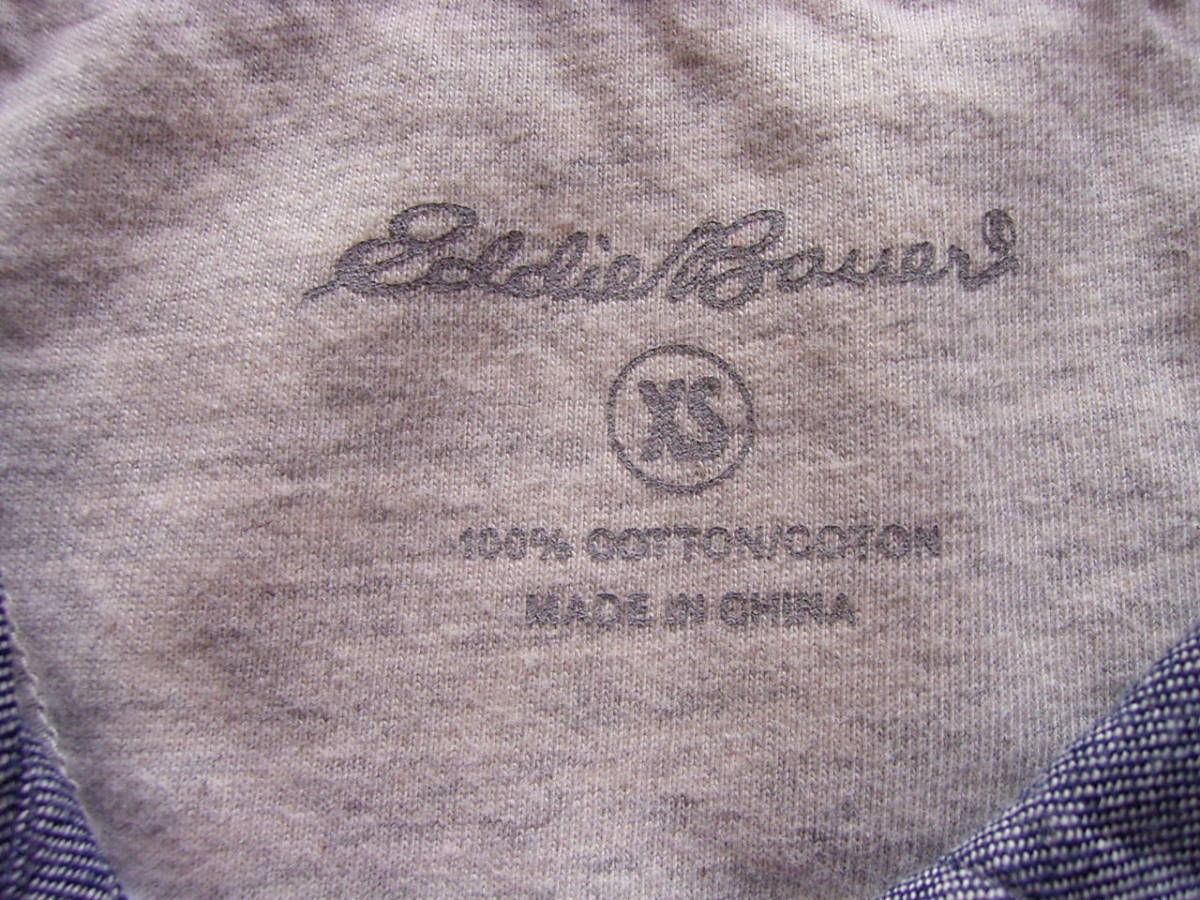 Eddie Bauer
XS
100% COTTON/COTON
MADE IN CHINA